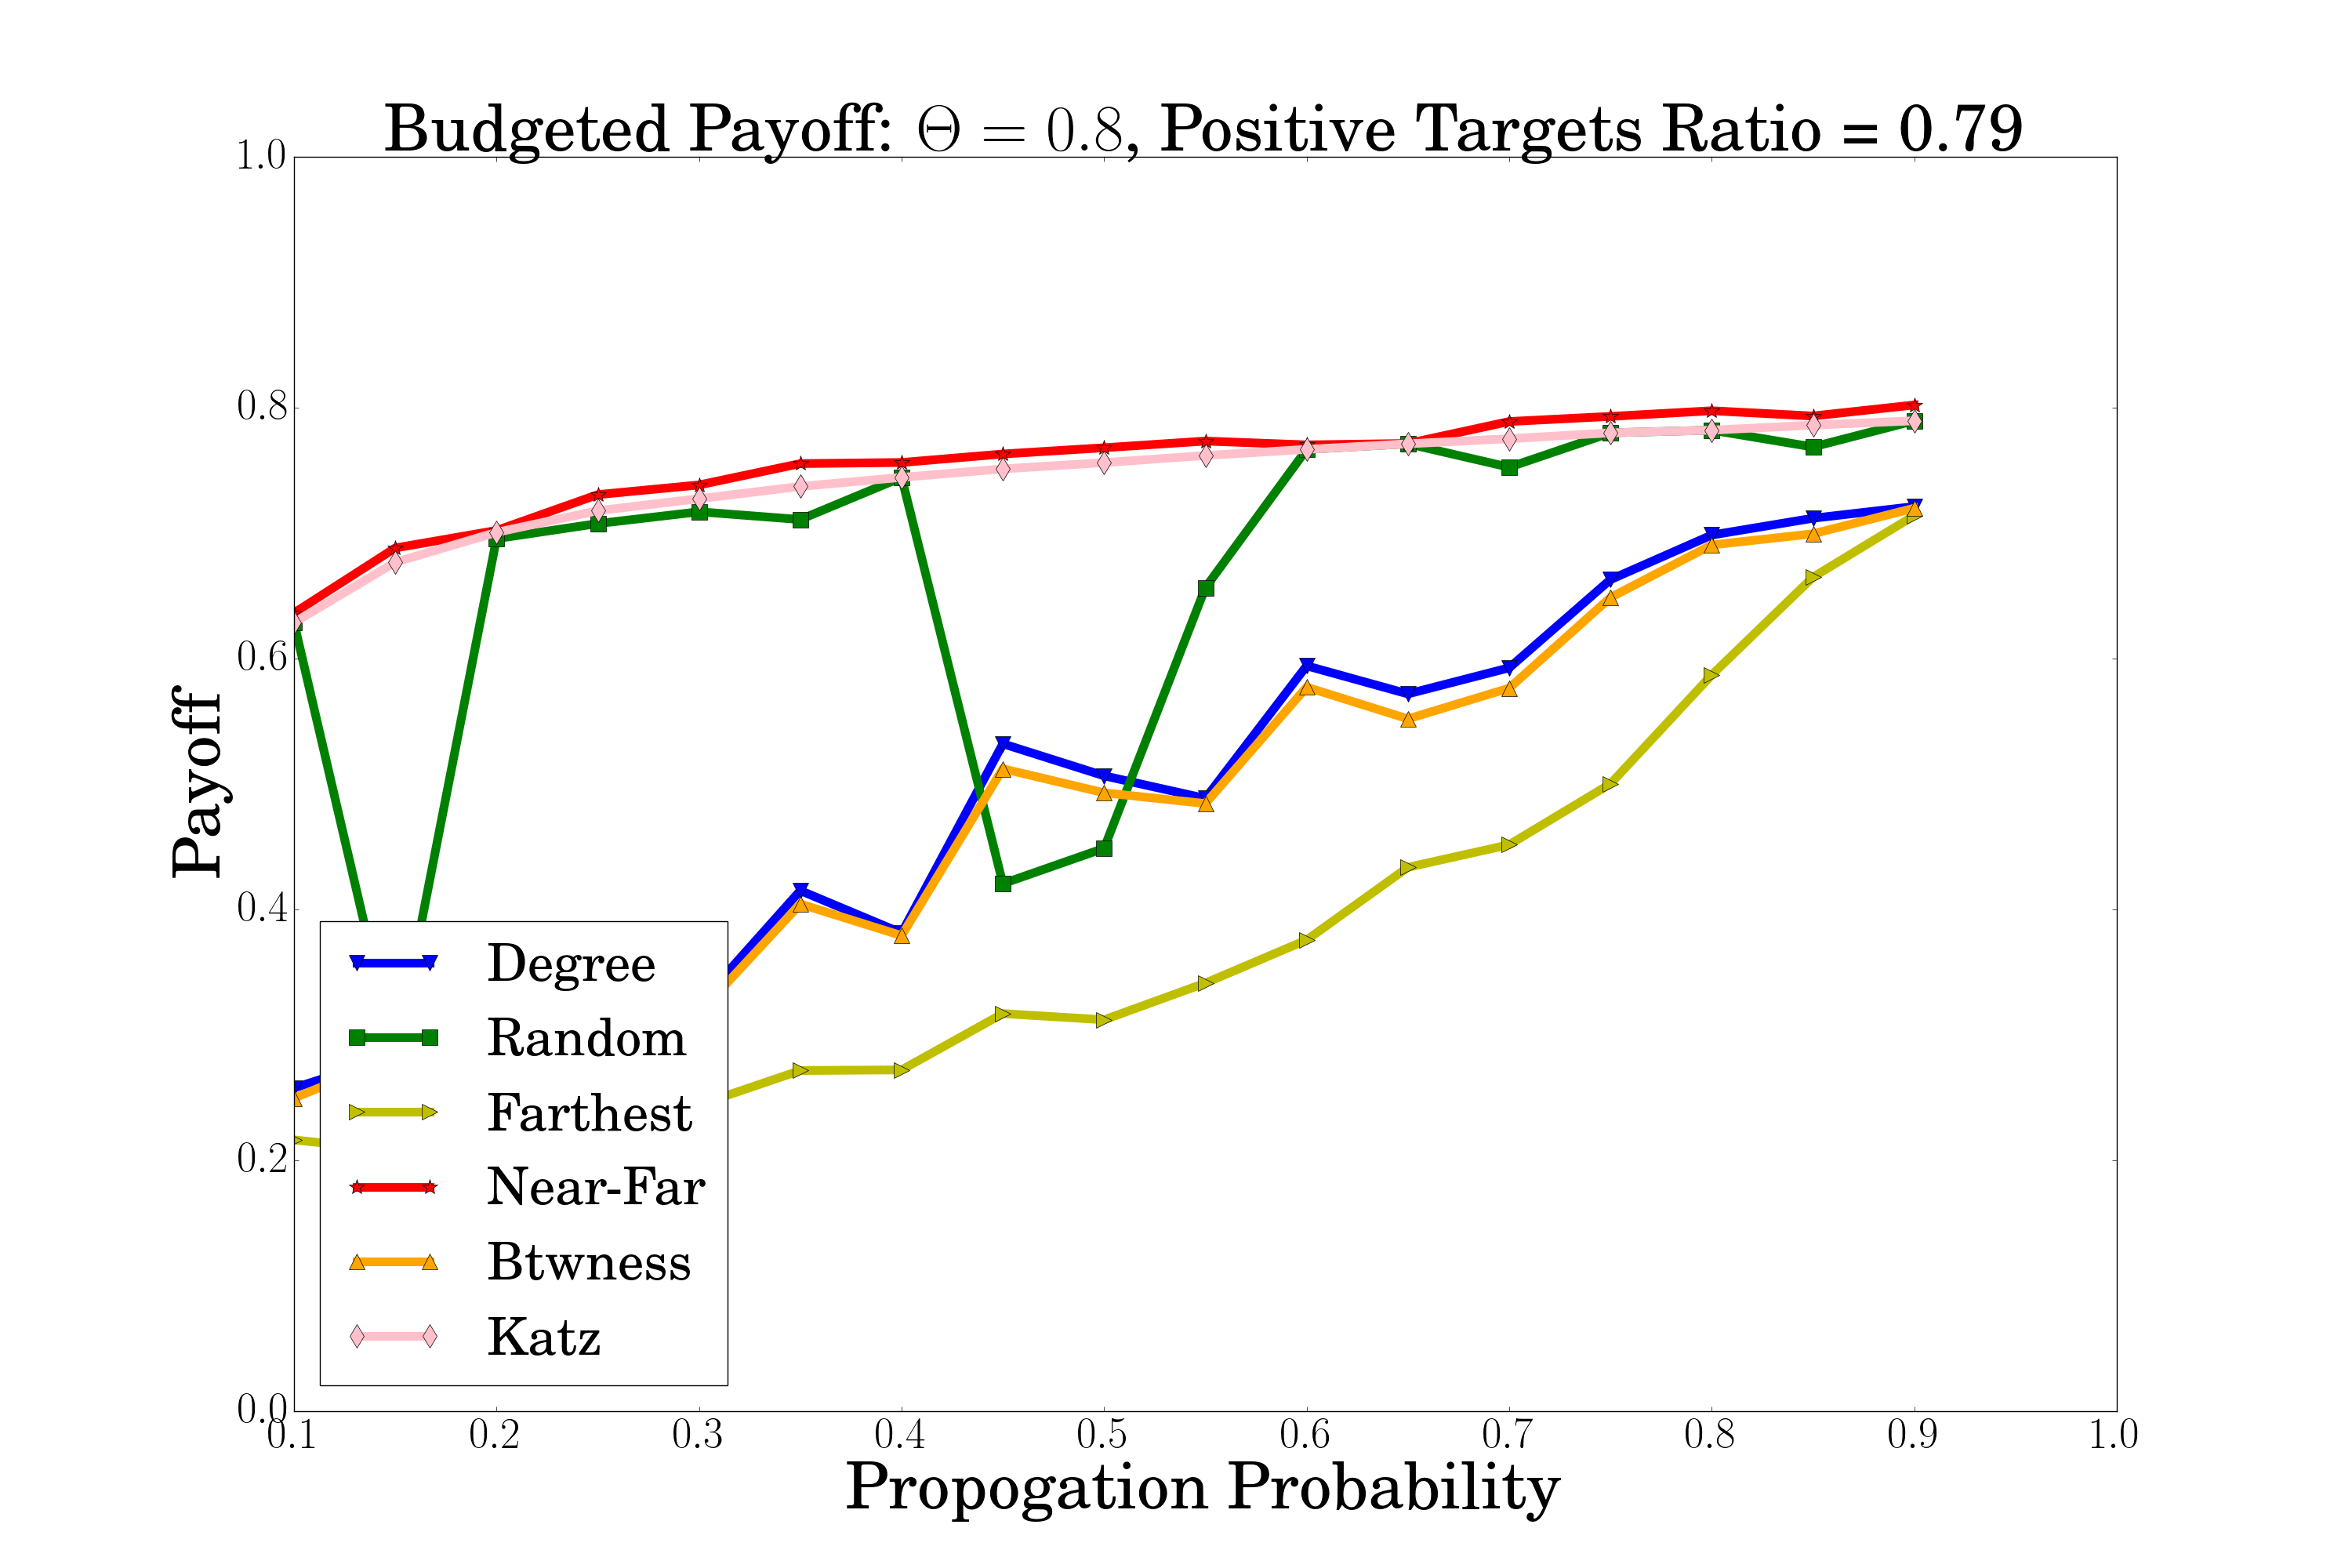 Budgeted Payoff: Θ = 0.8, Positive Targets Ratio = 0.79
1.0
0.8
0.6
0.4
0.2
0.0
Payoff
Degree
Random
Farthest
Near-Far
Btwness
Katz
0.1 0.2 0.3 0.4 0.5 0.6 0.7 0.8 0.9 1.0
Propogation Probability